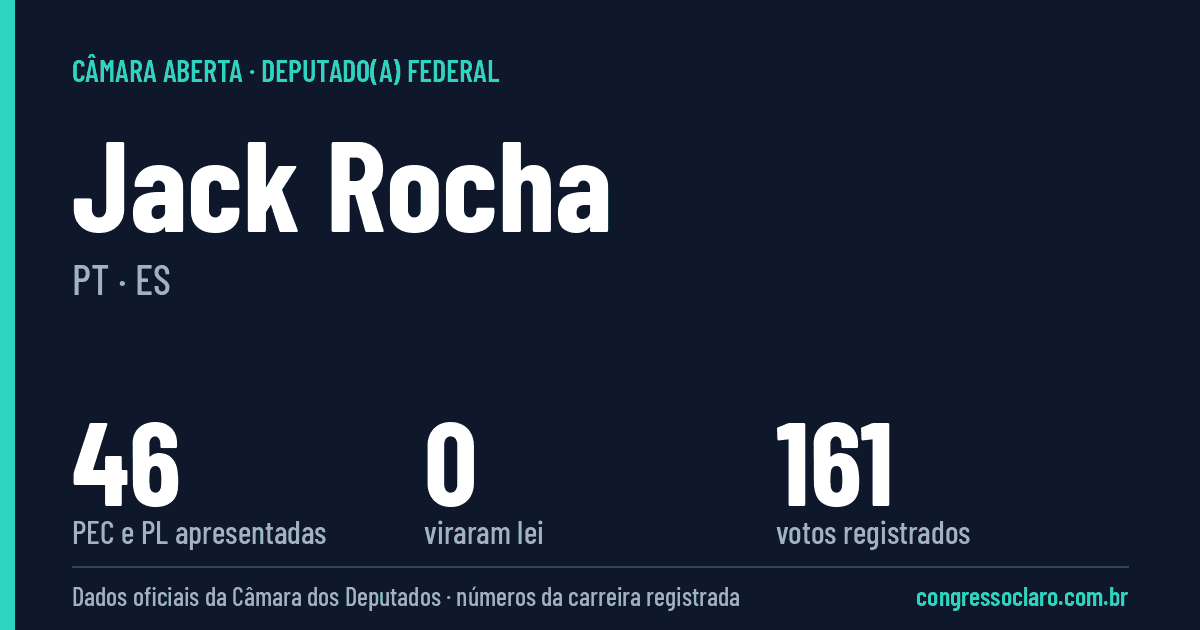 CÂMARA ABERTA · DEPUTADO(A) FEDERAL
Jack Rocha
PT · ES
46 0 161
PEC e PL apresentadas viraram lei votos registrados
Dados oficiais da Câmara dos Deputados · números da carreira registrada congressoclaro.com.br